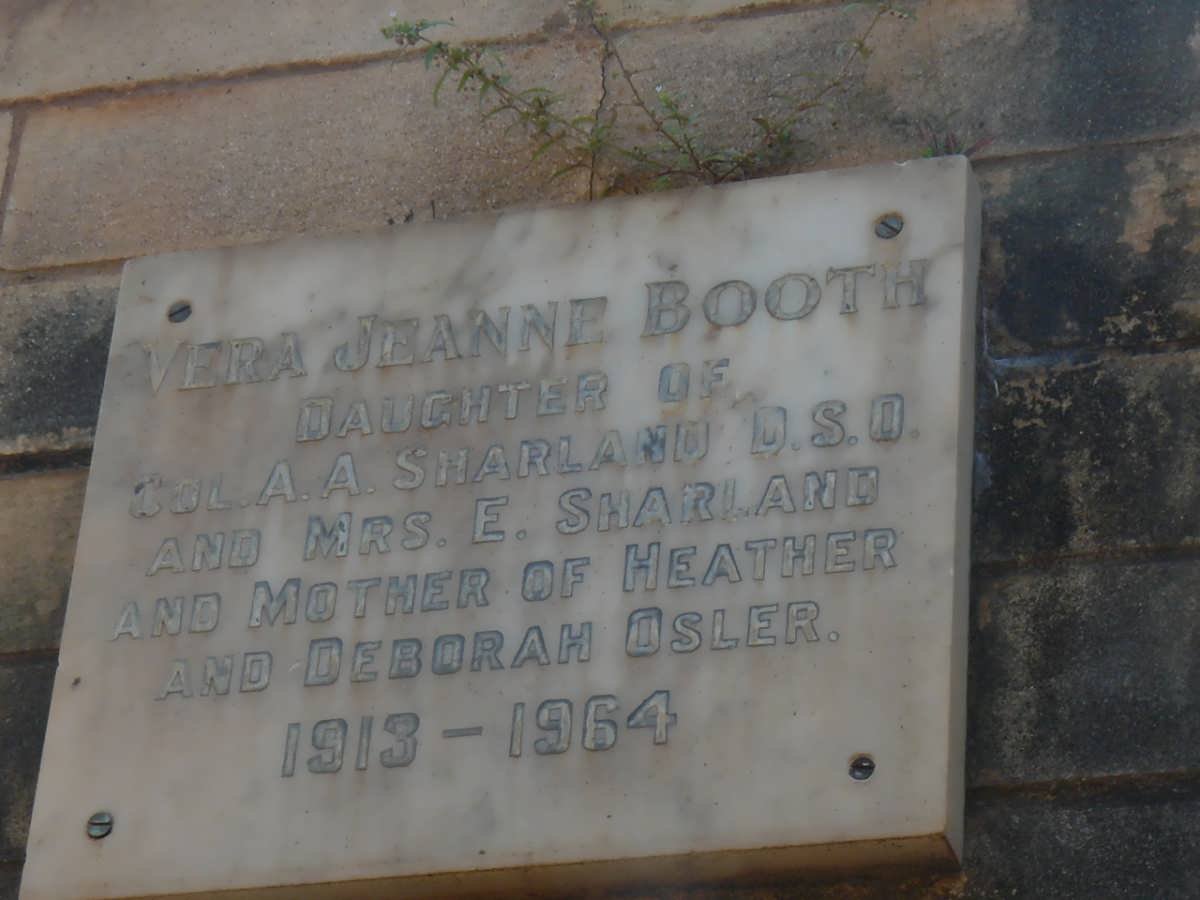 VERA JEANNE BOOTH
DAUGHTER OF
COL. A. A. SHARLAND D.S.O.
AND MRS. E. SHARLAND
AND MOTHER OF HEATHER
AND DEBORAH OSLER.
1913 – 1964